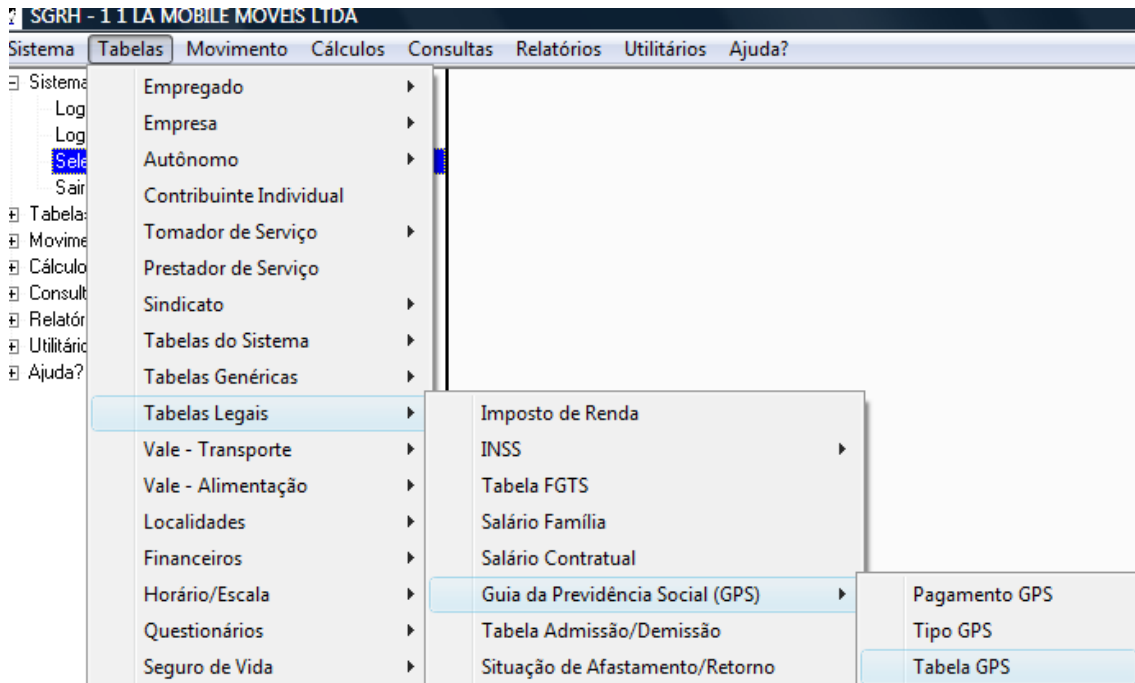 SGRH - 1 1 LA MOBILE MOVEIS LTDA
Sistema Tabelas Movimento Cálculos Consultas Relatórios Utilitários Ajuda?
Sistema
Log
Log
Sele
Sair
Tabela
Movime
Cálculo
Consult
Relatór
Utilitário
Ajuda?
Empregado
Empresa
Autônomo
Contribuinte Individual
Tomador de Serviço
Prestador de Serviço
Sindicato
Tabelas do Sistema
Tabelas Genéricas
Tabelas Legais
Vale - Transporte
Vale - Alimentação
Localidades
Financeiros
Horário/Escala
Questionários
Seguro de Vida
Imposto de Renda
INSS
Tabela FGTS
Salário Família
Salário Contratual
Guia da Previdência Social (GPS)
Tabela Admissão/Demissão
Situação de Afastamento/Retorno
Pagamento GPS
Tipo GPS
Tabela GPS